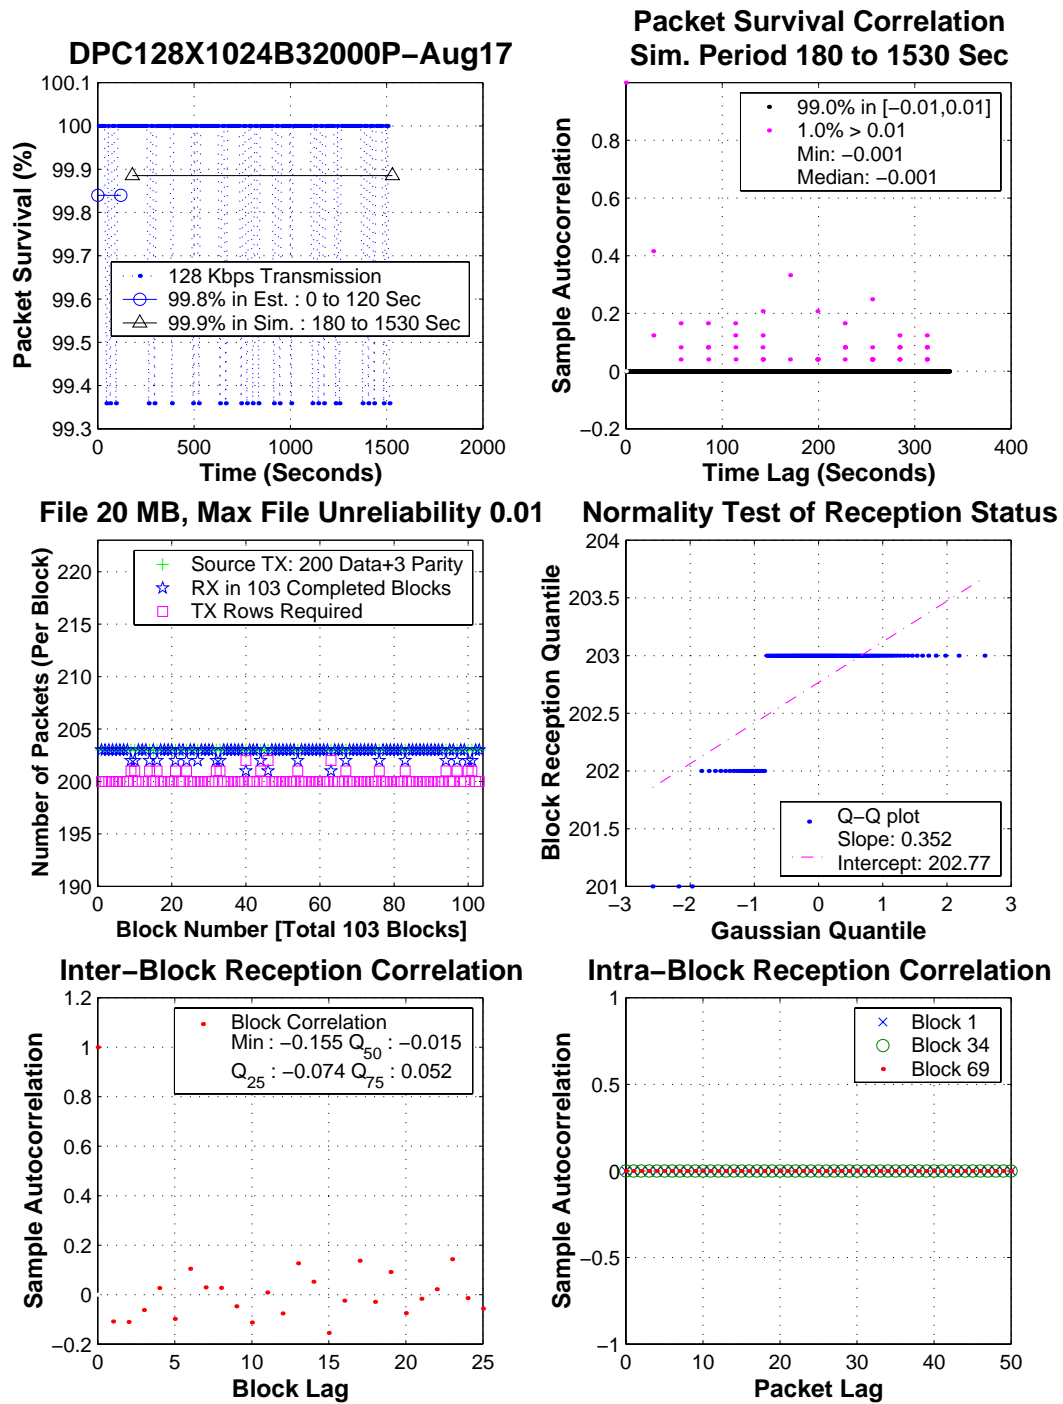 DPC128X1024B32000P−Aug17
100.1
100
99.9
99.8
99.7
99.6
99.5
99.4
99.3
0
500
1000
1500
2000
Packet Survival (%)
Time (Seconds)
128 Kbps Transmission
99.8% in Est. : 0 to 120 Sec
99.9% in Sim. : 180 to 1530 Sec
Packet Survival Correlation
Sim. Period 180 to 1530 Sec
0.8
0.6
0.4
0.2
0
−0.2
0
100
200
300
400
Sample Autocorrelation
Time Lag (Seconds)
99.0% in [−0.01,0.01]
1.0% > 0.01
Min: −0.001
Median: −0.001
File 20 MB, Max File Unreliability 0.01
220
215
210
205
200
195
190
0
20
40
60
80
100
Number of Packets (Per Block)
Block Number [Total 103 Blocks]
Source TX: 200 Data+3 Parity
RX in 103 Completed Blocks
TX Rows Required
Normality Test of Reception Status
204
203.5
203
202.5
202
201.5
201
−3
−2
−1
0
1
2
3
Block Reception Quantile
Gaussian Quantile
Q−Q plot
Slope: 0.352
Intercept: 202.77
Inter−Block Reception Correlation
1.2
1
0.8
0.6
0.4
0.2
0
−0.2
0
5
10
15
20
25
Sample Autocorrelation
Block Lag
Block Correlation
Min : −0.155 Q50 : −0.015
Q25 : −0.074 Q75 : 0.052
Intra−Block Reception Correlation
1
0.5
0
−0.5
−1
0
10
20
30
40
50
Sample Autocorrelation
Packet Lag
Block 1
Block 34
Block 69